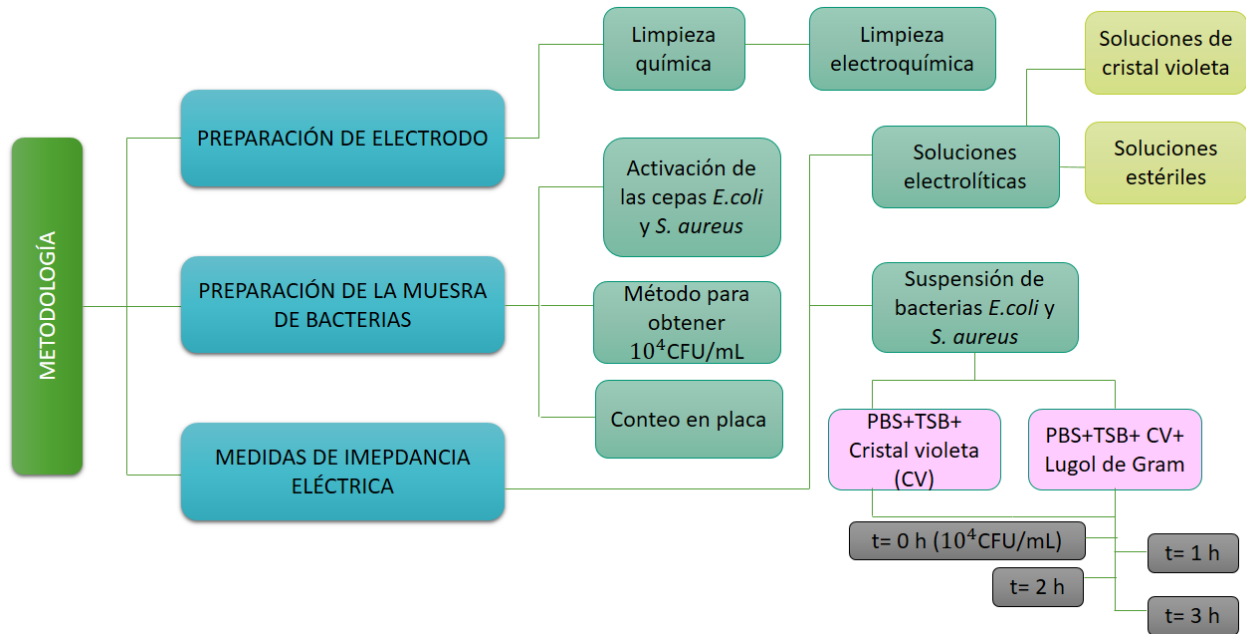 METODOLOGÍA
PREPARACIÓN DE ELECTRODO
Limpieza
química
Limpieza
electroquímica
PREPARACIÓN DE LA MUESRA
DE BACTERIAS
Activación de
las cepas E.coli
y S. aureus
Método para
obtener
10⁴CFU/mL
Conteo en placa
MEDIDAS DE IMEPDANCIA
ELÉCTRICA
Soluciones
electrolíticas
Soluciones de
cristal violeta
Soluciones
estériles
Suspensión de
bacterias E.coli y
S. aureus
PBS+TSB+
Cristal violeta
(CV)
PBS+TSB+ CV+
Lugol de Gram
t= 0 h (10⁴CFU/mL)
t= 1 h
t= 2 h
t= 3 h